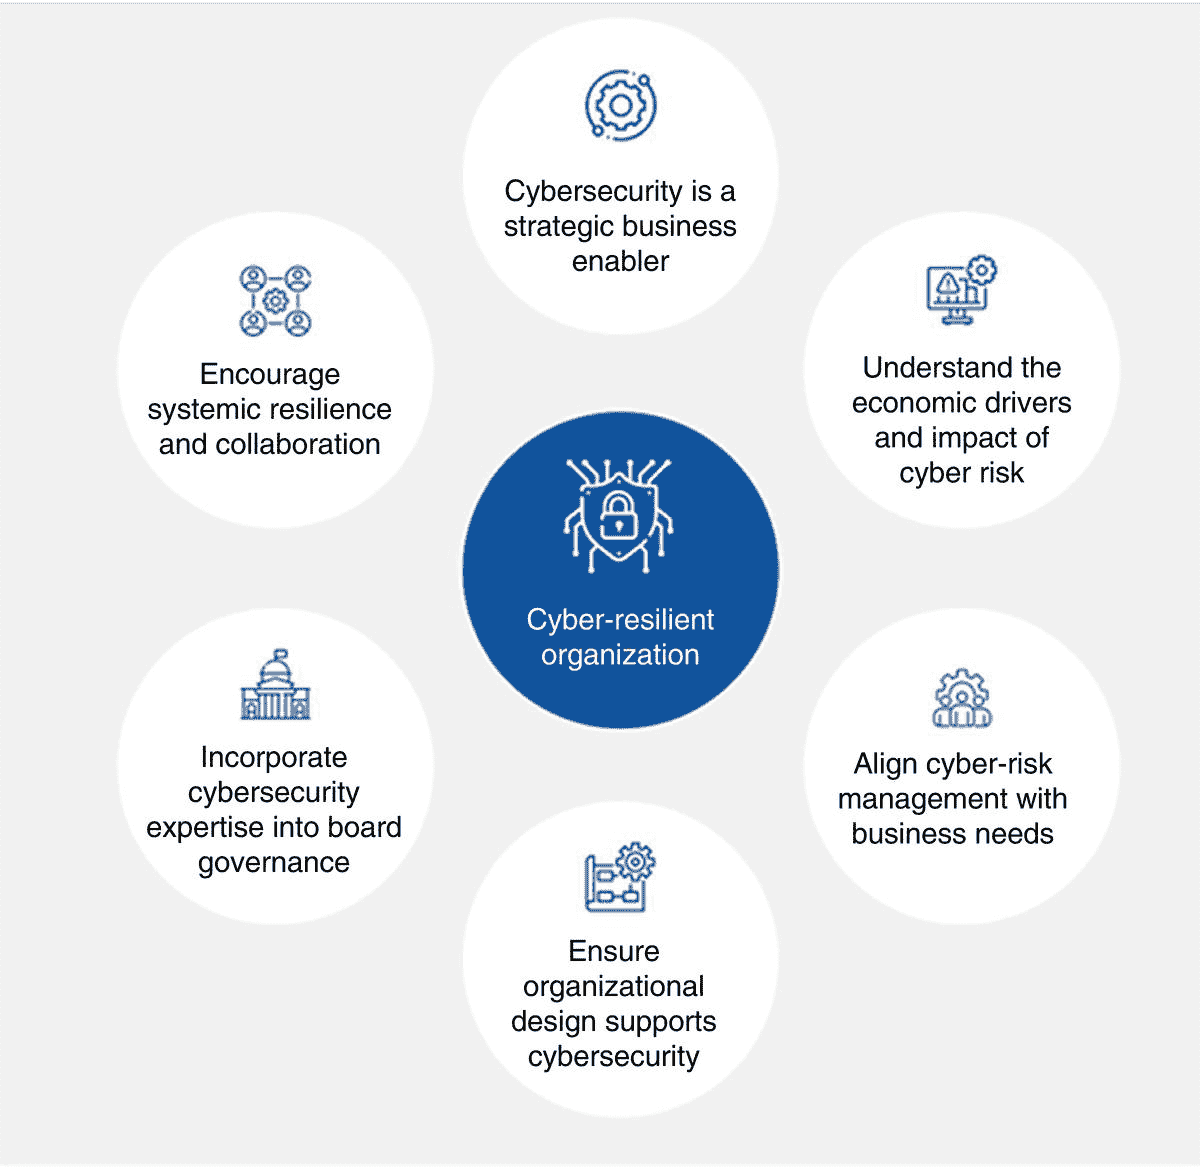 Cybersecurity is a
strategic business
enabler
Understand the
economic drivers
and impact of
cyber risk
Align cyber-risk
management with
business needs
Ensure
organizational
design supports
cybersecurity
Incorporate
cybersecurity
expertise into board
governance
Encourage
systemic resilience
and collaboration
Cyber-resilient
organization